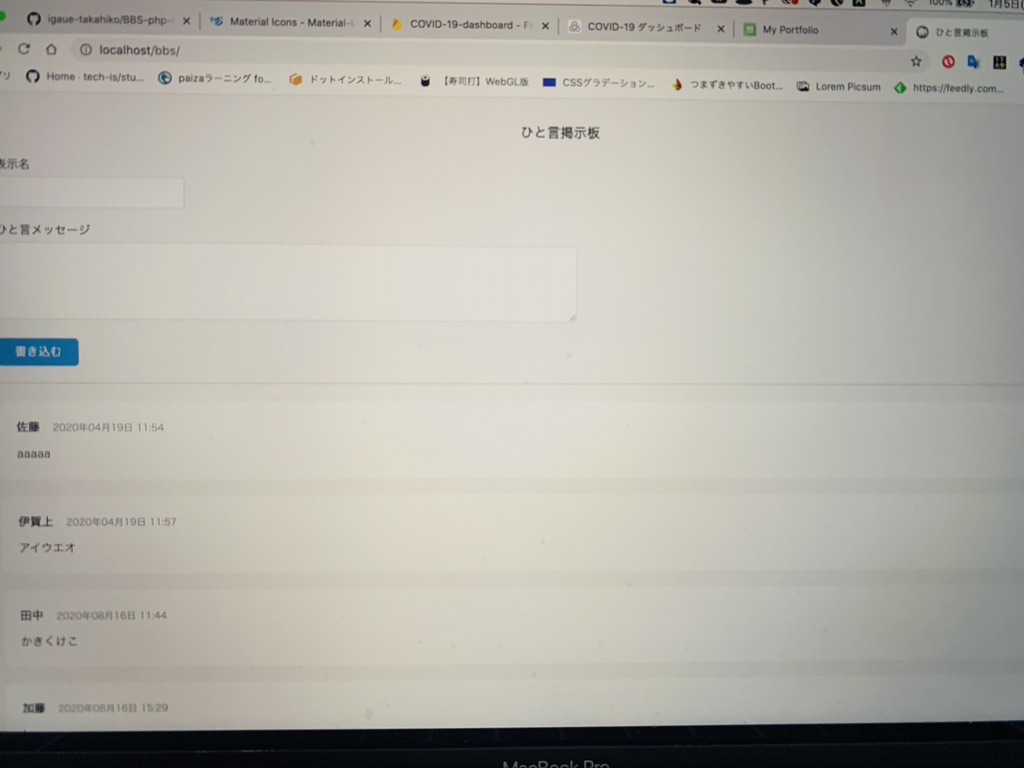 igaue-takahiko/BBS-php-
Material Icons - Material-
COVID-19-dashboard - Fi
COVID-19 ダッシュボード
My Portfolio
ひと言掲示板
100%
1月5日(
localhost/bbs/
Home · tech-is/stu...
paizaラーニング fo...
ドットインストール...
【寿司打】WebGL版
CSSグラデーション...
つまずきやすいBoot...
Lorem Picsum
https://feedly.com...
ひと言掲示板
表示名
ひと言メッセージ
書き込む
佐藤 2020年04月19日 11:54
aaaaa
伊賀上 2020年04月19日 11:57
アイウエオ
田中 2020年08月16日 11:44
かきくけこ
加藤 2020年08月16日 15:29
MacBook Pro